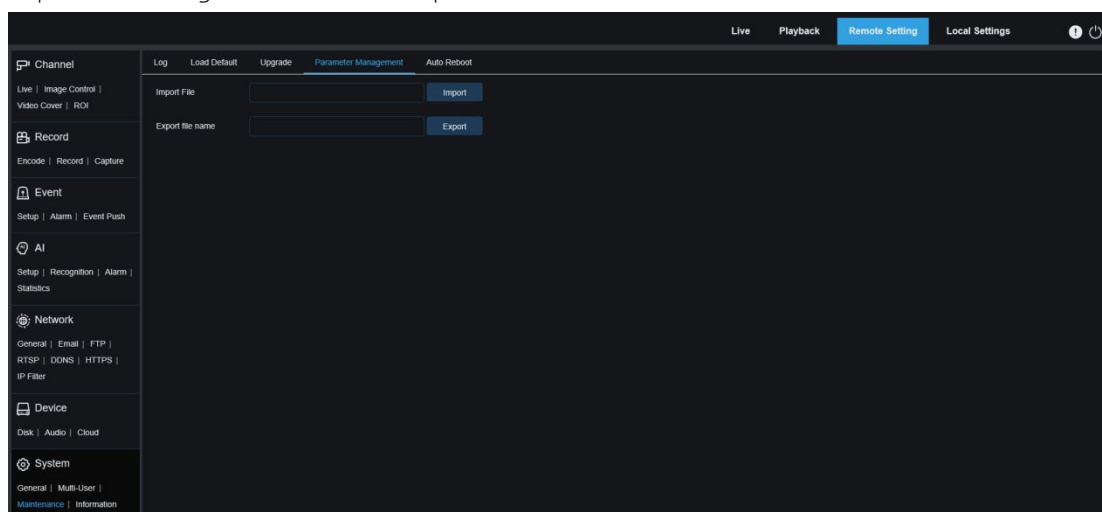 Live Playback Remote Setting Local Settings
Channel
Live | Image Control |
Video Cover | ROI
Record
Encode | Record | Capture
Event
Setup | Alarm | Event Push
AI
Setup | Recognition | Alarm |
Statistics
Network
General | Email | FTP |
RTSP | DDNS | HTTPS |
IP Filter
Device
Disk | Audio | Cloud
System
General | Multi-User |
Maintenance | Information
Log Load Default Upgrade Parameter Management Auto Reboot
Import File Import
Export file name Export